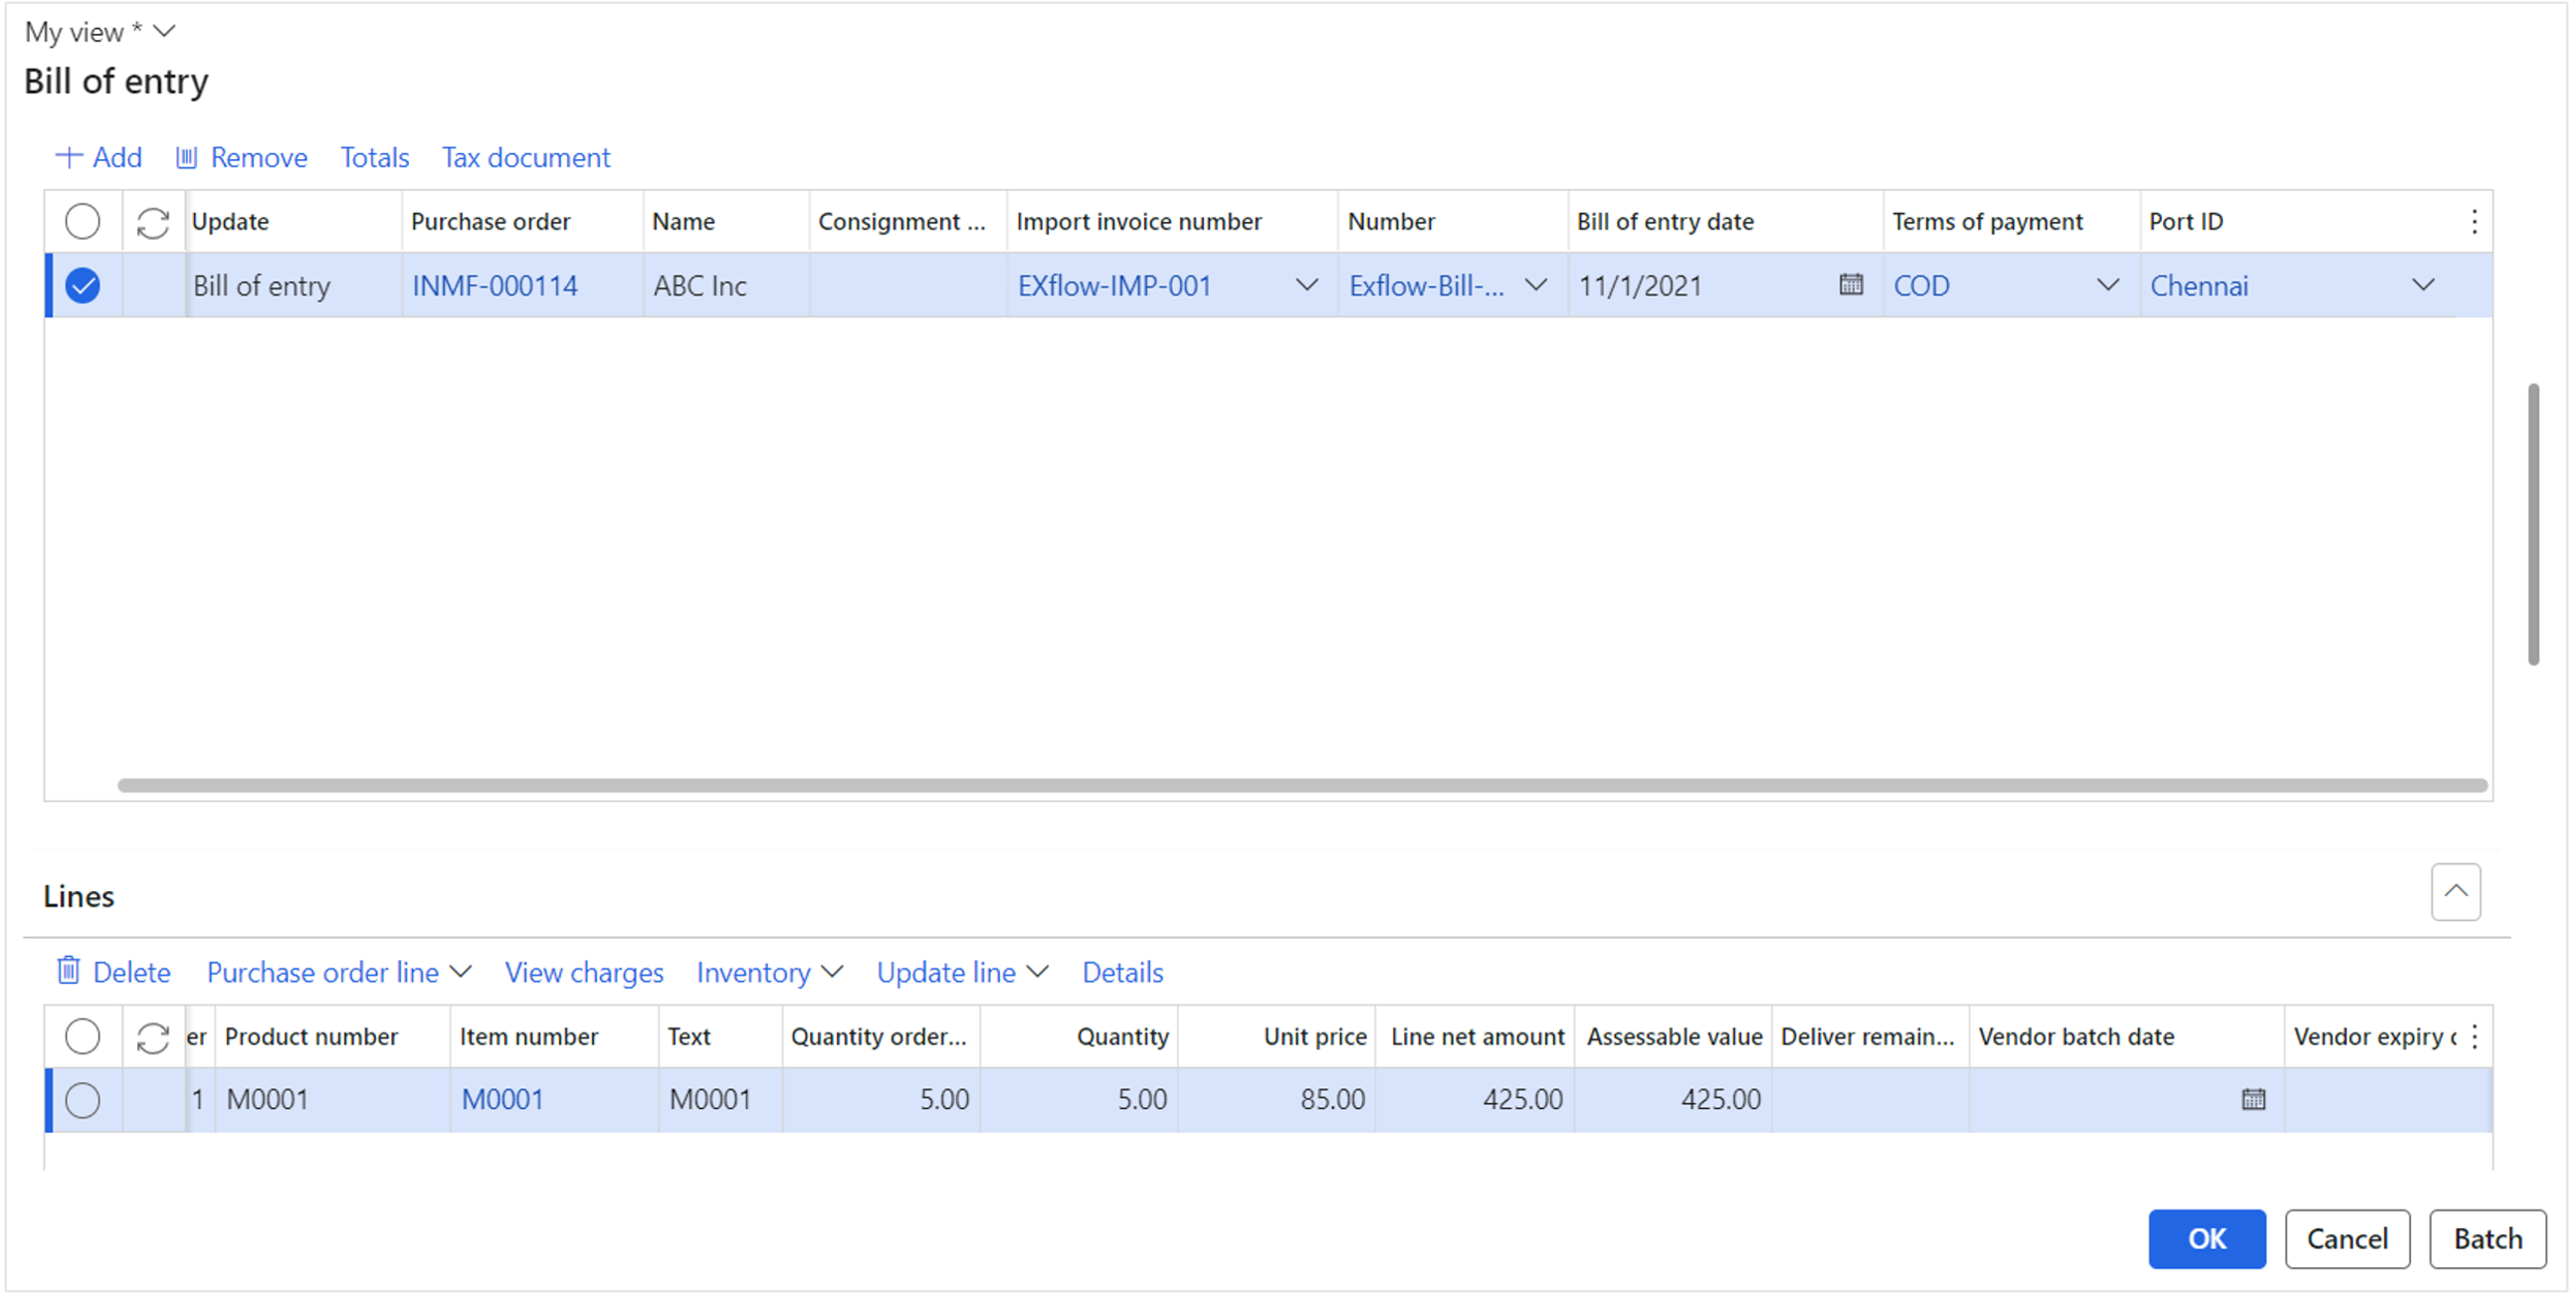 My view *
Bill of entry
Add Remove Totals Tax document
Update Purchase order Name Consignment ... Import invoice number Number Bill of entry date Terms of payment Port ID
Bill of entry INMF-000114 ABC Inc EXflow-IMP-001 Exflow-Bill-... 11/1/2021 COD Chennai
Lines
Delete Purchase order line View charges Inventory Update line Details
er Product number Item number Text Quantity order... Quantity Unit price Line net amount Assessable value Deliver remain... Vendor batch date Vendor expiry
1 M0001 M0001 M0001 5.00 5.00 85.00 425.00 425.00
OK Cancel Batch